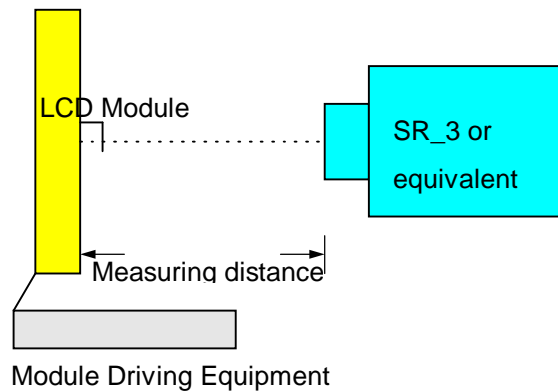 LCD Module
SR_3 or
equivalent
Measuring distance
Module Driving Equipment